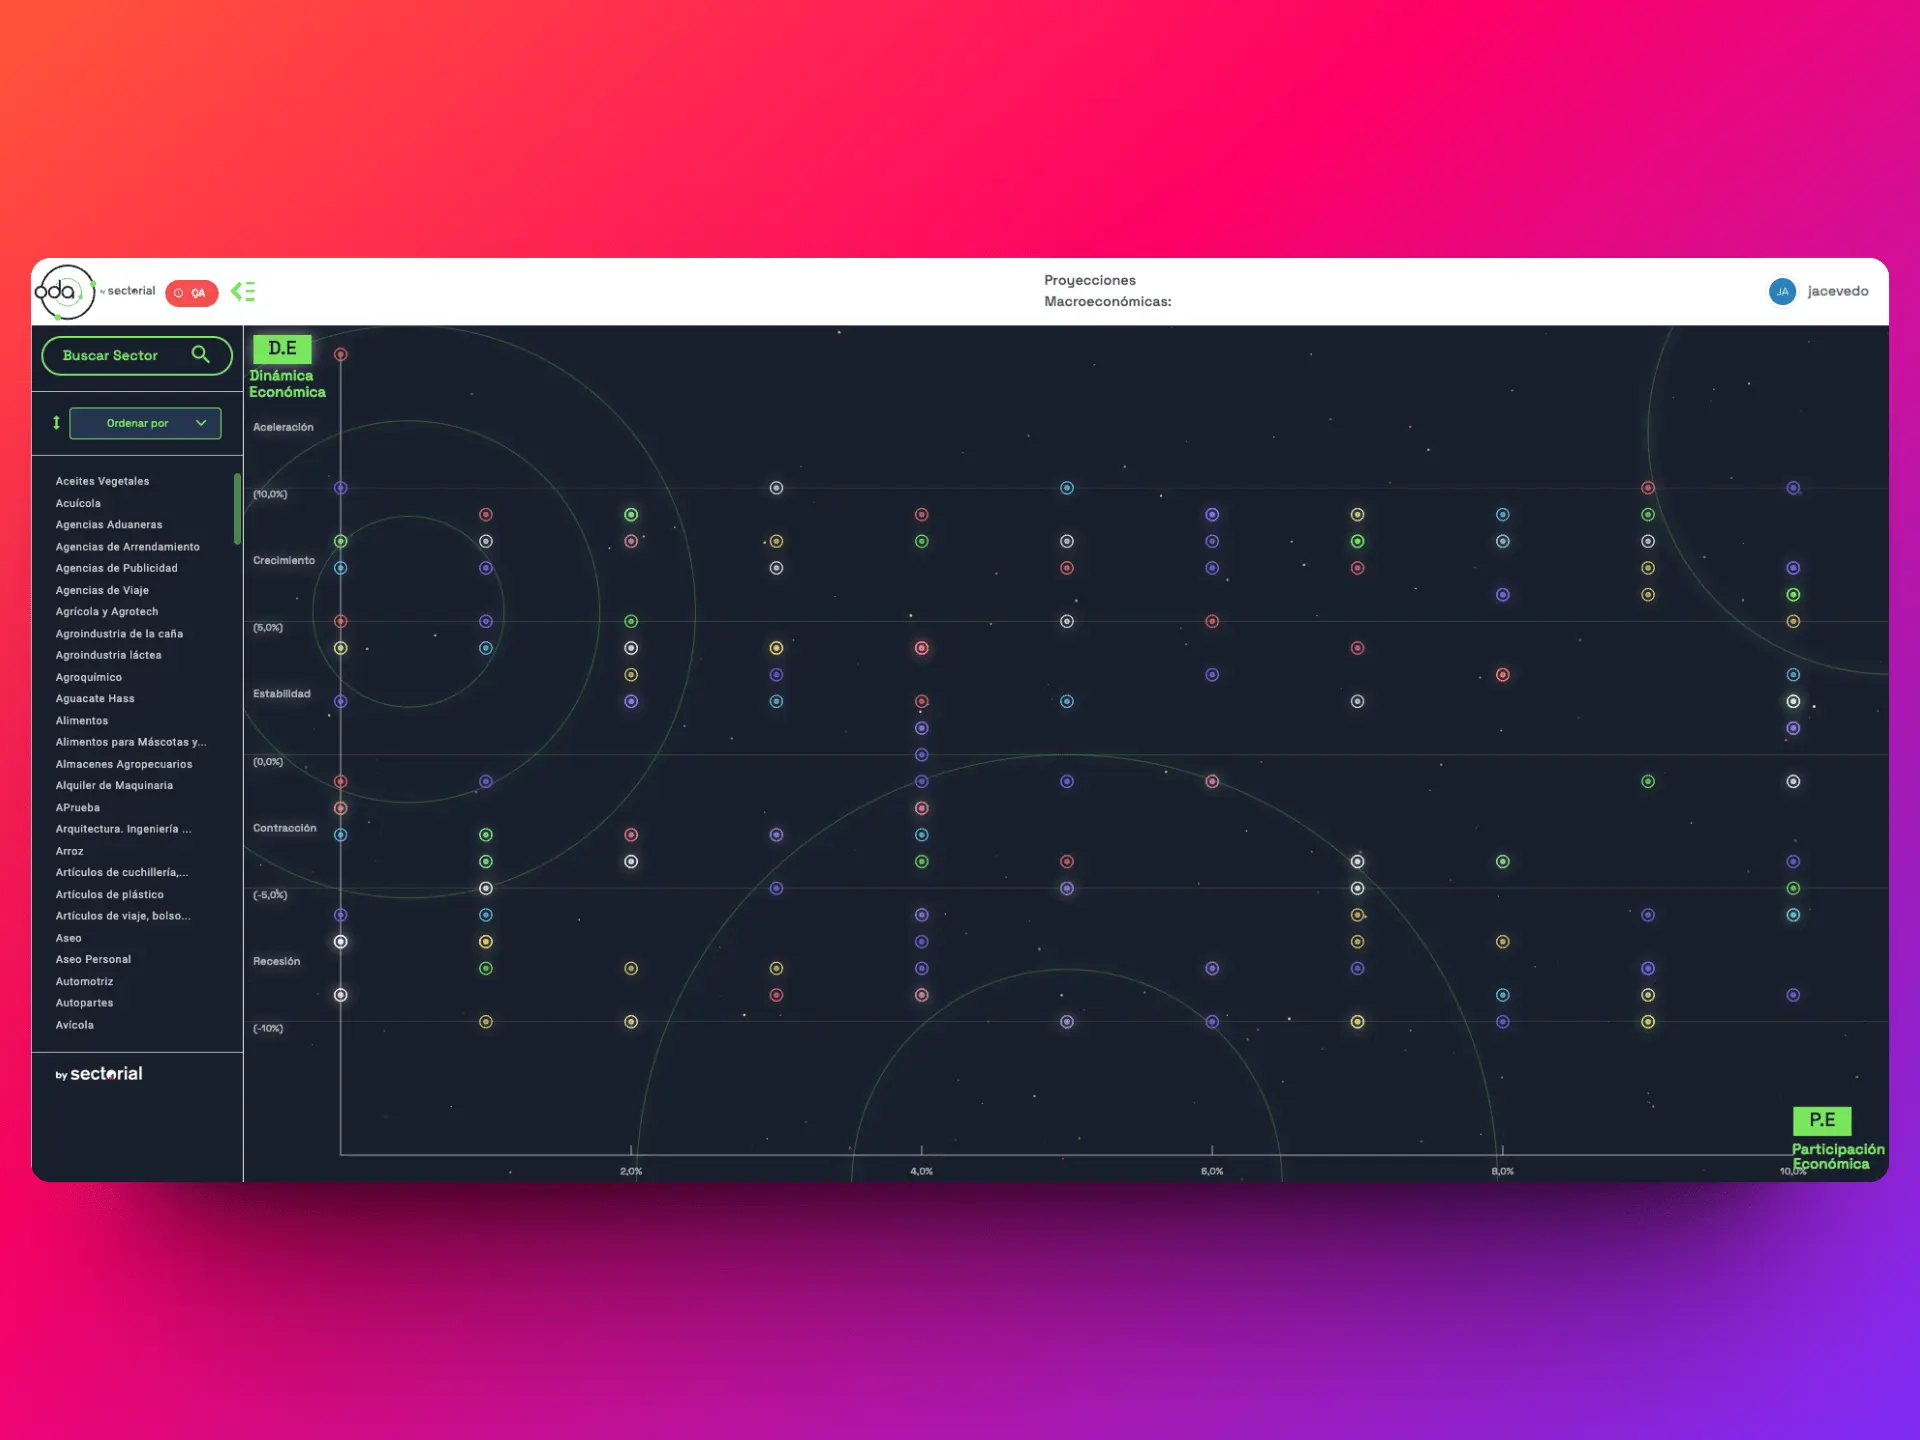 oda
by sectorial
QA
Proyecciones
Macroeconómicas:
JA
jacevedo
Buscar Sector
Ordenar por
Aceites Vegetales
Acuícola
Agencias Aduaneras
Agencias de Arrendamiento
Agencias de Publicidad
Agencias de Viaje
Agrícola y Agrotech
Agroindustria de la caña
Agroindustria láctea
Agroquímico
Aguacate Hass
Alimentos
Alimentos para Máscotas y...
Almacenes Agropecuarios
Alquiler de Maquinaria
APrueba
Arquitectura. Ingeniería ...
Arroz
Artículos de cuchillería,...
Artículos de plástico
Artículos de viaje, bolso...
Aseo
Aseo Personal
Automotriz
Autopartes
Avícola
by sectorial
D.E
Dinámica
Económica
Aceleración
(10,0%)
Crecimiento
(5,0%)
Estabilidad
(0,0%)
Contracción
(-5,0%)
Recesión
(-10%)
2,0%
4,0%
6,0%
8,0%
10,0%
P.E
Participación
Económica